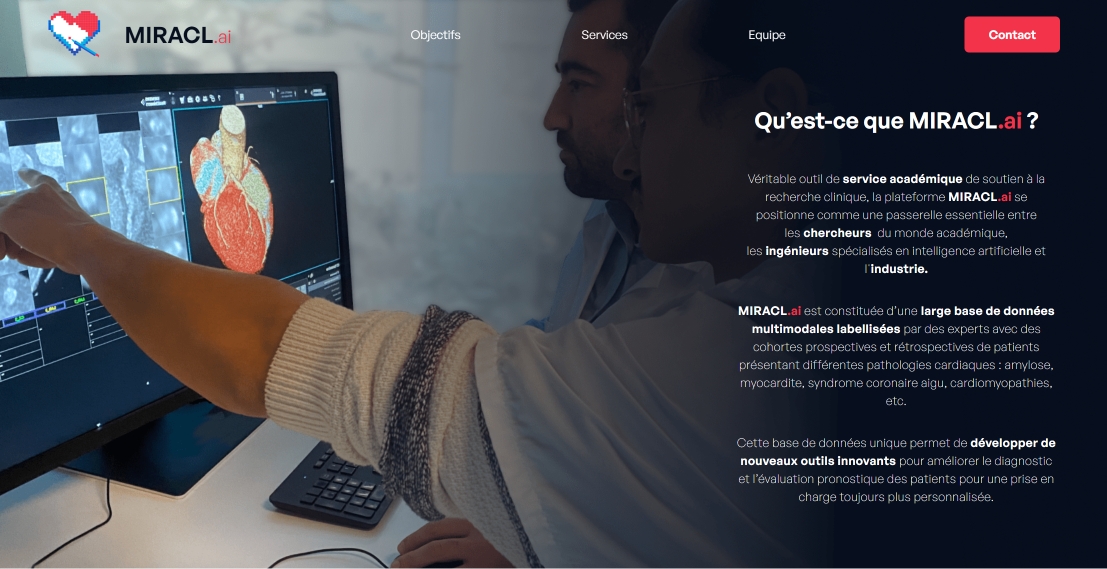 MIRACL.ai
Objectifs
Services
Equipe
Contact
Qu'est-ce que MIRACL.ai ?
Véritable outil de service académique de soutien à la
recherche clinique, la plateforme MIRACL.ai se
positionne comme une passerelle essentielle entre
les chercheurs du monde académique,
les ingénieurs spécialisés en intelligence artificielle et
l'industrie.
MIRACL.ai est constituée d'une large base de données
multimodales labellisées par des experts avec des
cohortes prospectives et rétrospectives de patients
présentant différentes pathologies cardiaques : amylose,
myocardite, syndrome coronaire aigu, cardiomyopathies,
etc.
Cette base de données unique permet de développer de
nouveaux outils innovants pour améliorer le diagnostic
et l'évaluation pronostique des patients pour une prise en
charge toujours plus personnalisée.